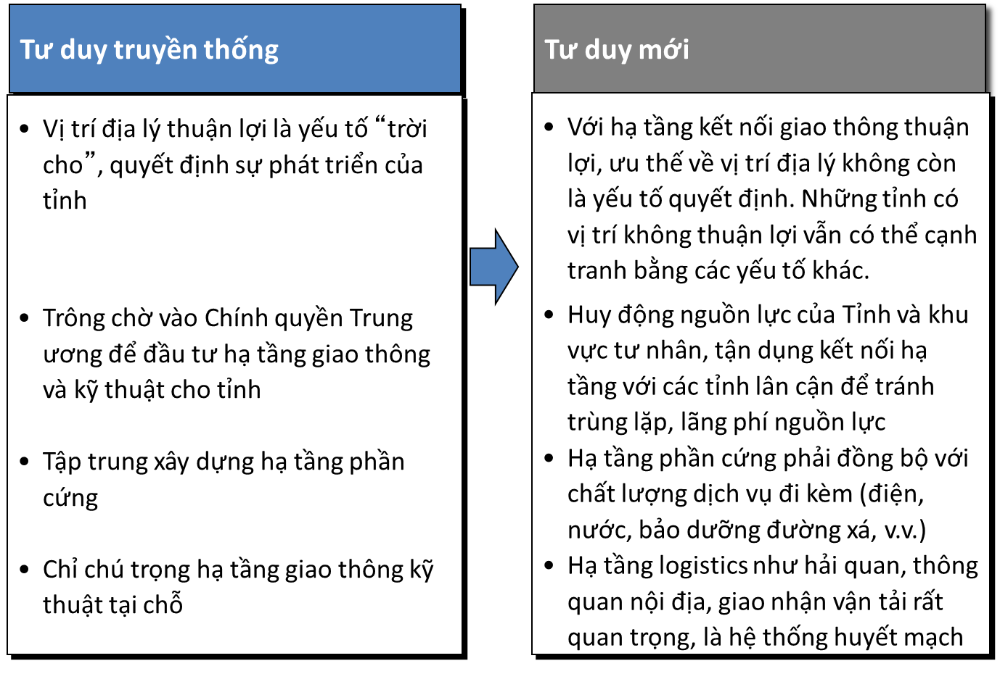 Tư duy truyền thống
• Vị trí địa lý thuận lợi là yếu tố “trời
cho”, quyết định sự phát triển của
tỉnh
• Trông chờ vào Chính quyền Trung
ương để đầu tư hạ tầng giao thông
và kỹ thuật cho tỉnh
• Tập trung xây dựng hạ tầng phần
cứng
• Chỉ chú trọng hạ tầng giao thông kỹ
thuật tại chỗ
Tư duy mới
• Với hạ tầng kết nối giao thông thuận
lợi, ưu thế về vị trí địa lý không còn
là yếu tố quyết định. Những tỉnh có
vị trí không thuận lợi vẫn có thể cạnh
tranh bằng các yếu tố khác.
• Huy động nguồn lực của Tỉnh và khu
vực tư nhân, tận dụng kết nối hạ
tầng với các tỉnh lân cận để tránh
trùng lặp, lãng phí nguồn lực
• Hạ tầng phần cứng phải đồng bộ với
chất lượng dịch vụ đi kèm (điện,
nước, bảo dưỡng đường xá, v.v.)
• Hạ tầng logistics như hải quan, thông
quan nội địa, giao nhận vận tải rất
quan trọng, là hệ thống huyết mạch